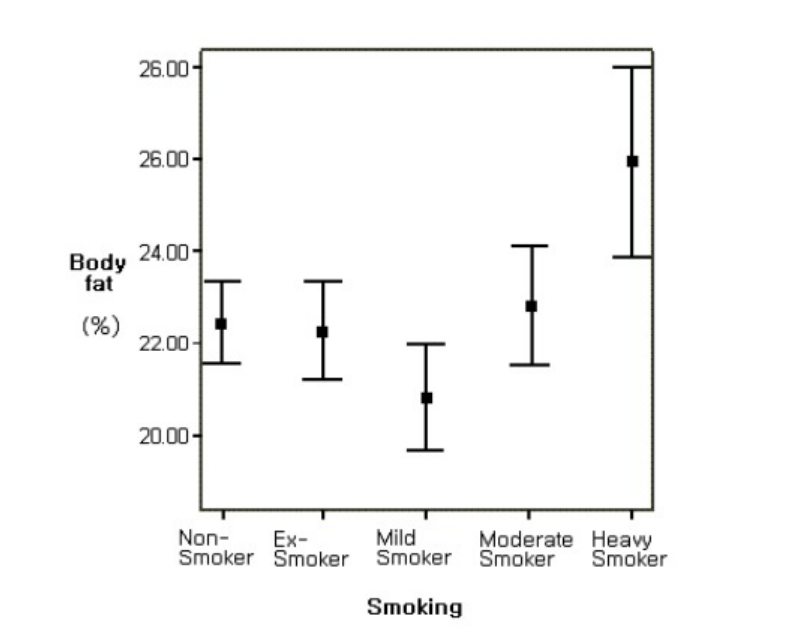 26.00
26.00
24.00
22.00
20.00
Body
fat
(%)
Non-
Smoker
Ex-
Smoker
Mild
Smoker
Moderate
Smoker
Heavy
Smoker
Smoking